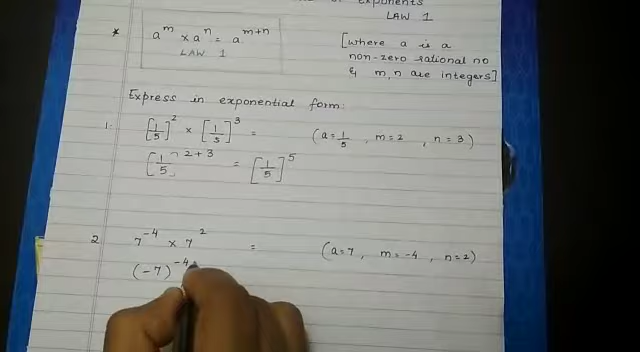 exponents
LAW 1
* a^m × a^n = a^(m+n)
LAW 1
[where a is a
non-zero rational no
& m,n are integers]
Express in exponential form:
1. [1/5]^2 × [1/5]^3 = (a=1/5, m=2, n=3)
[1/5]^(2+3) = [1/5]^5
2. 7^-4 × 7^2 = (a=7, m=-4, n=2)
(-7)^-4